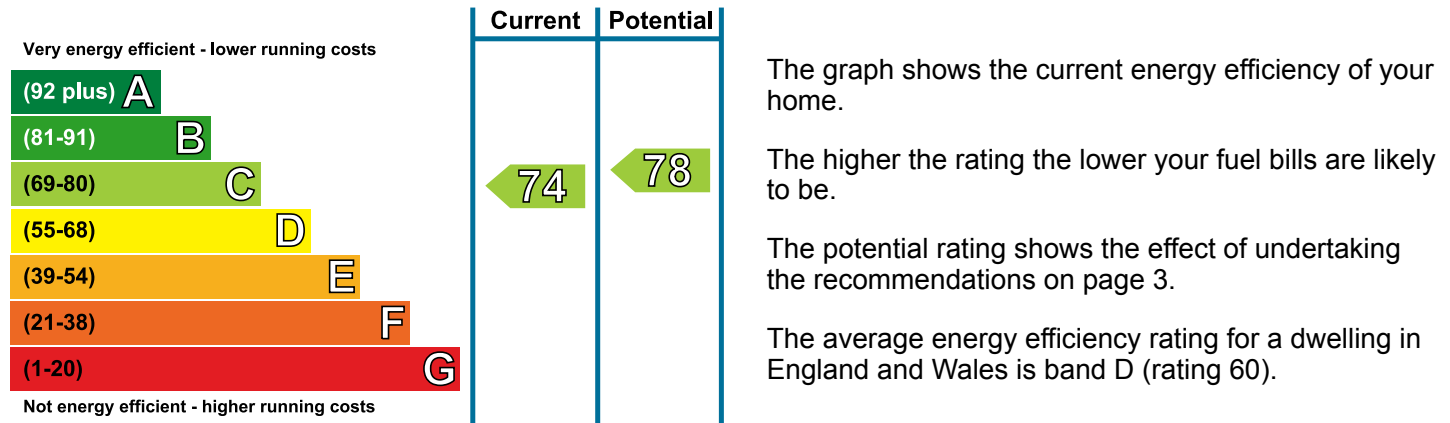 Current Potential
Very energy efficient - lower running costs
(92 plus) A
(81-91) B
(69-80) C
(55-68) D
(39-54) E
(21-38) F
(1-20) G
Not energy efficient - higher running costs
74
78
The graph shows the current energy efficiency of your
home.
The higher the rating the lower your fuel bills are likely
to be.
The potential rating shows the effect of undertaking
the recommendations on page 3.
The average energy efficiency rating for a dwelling in
England and Wales is band D (rating 60).